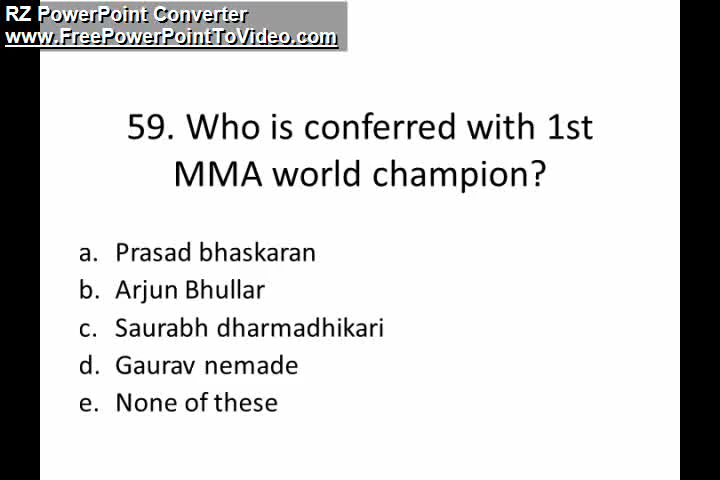 RZ PowerPoint Converter
www.FreePowerPointToVideo.com
59. Who is conferred with 1st
MMA world champion?
a. Prasad bhaskaran
b. Arjun Bhullar
c. Saurabh dharmadhikari
d. Gaurav nemade
e. None of these